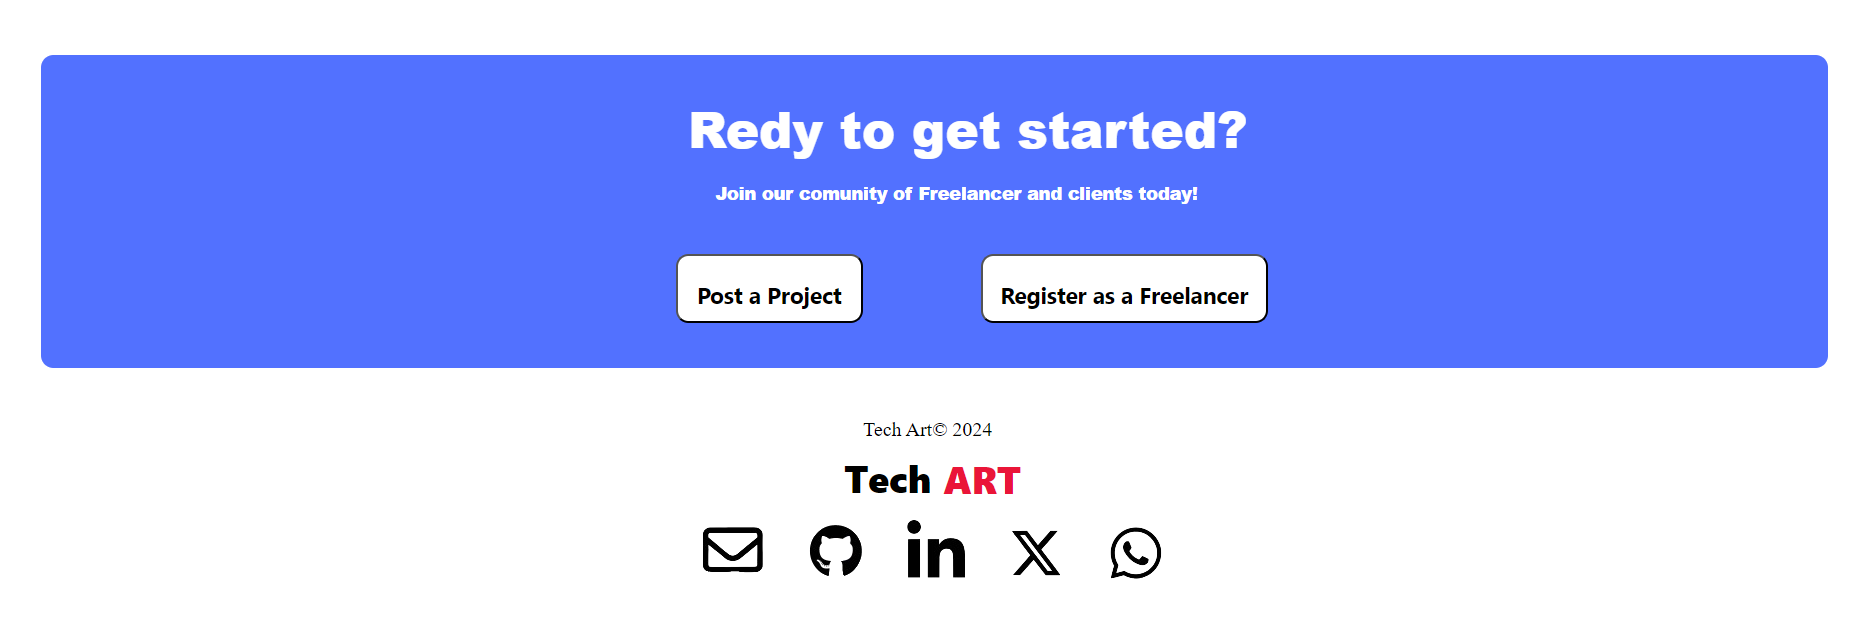 Redy to get started?
Join our comunity of Freelancer and clients today!
Post a Project
Register as a Freelancer
Tech Art© 2024
Tech ART
in